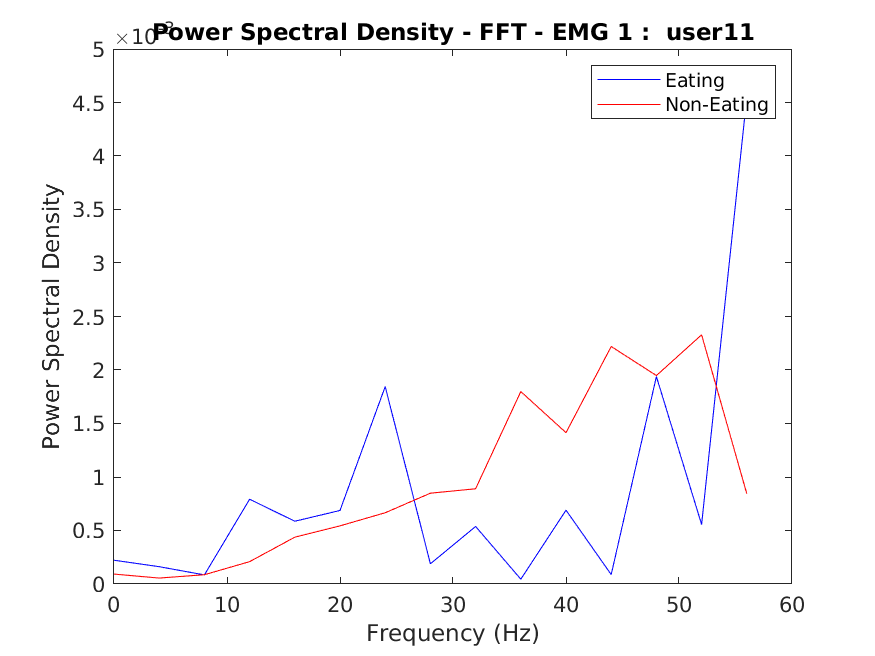 ×10
Power Spectral Density - FFT - EMG 1 :  user11
Eating
Non-Eating
5
4.5
4
3.5
3
2.5
2
1.5
1
0.5
0
Power Spectral Density
0 10 20 30 40 50 60
Frequency (Hz)